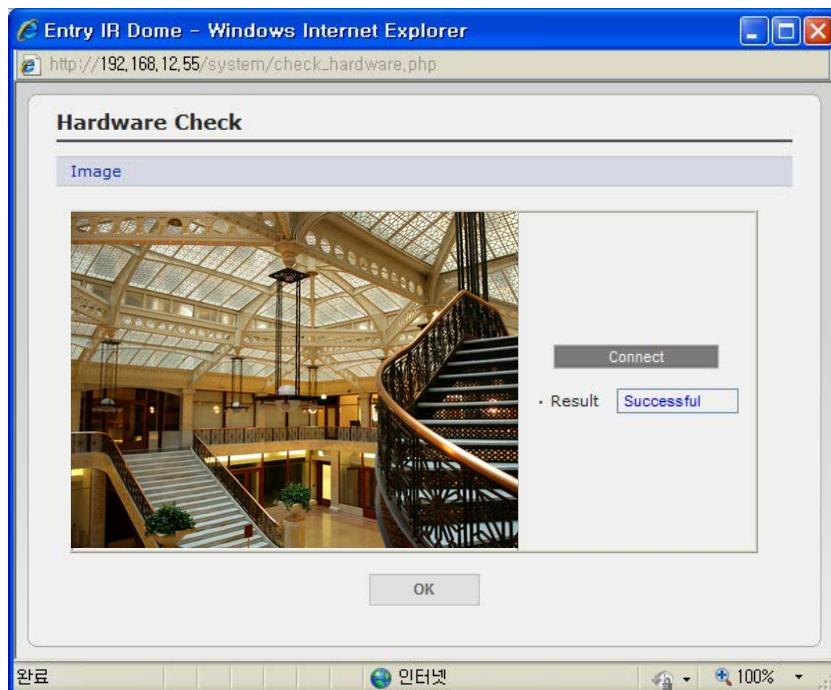 Entry IR Dome - Windows Internet Explorer
http://192,168,12,55/system/check_hardware,php
Hardware Check
Image
Connect
· Result Successful
OK
완료 인터넷 100%